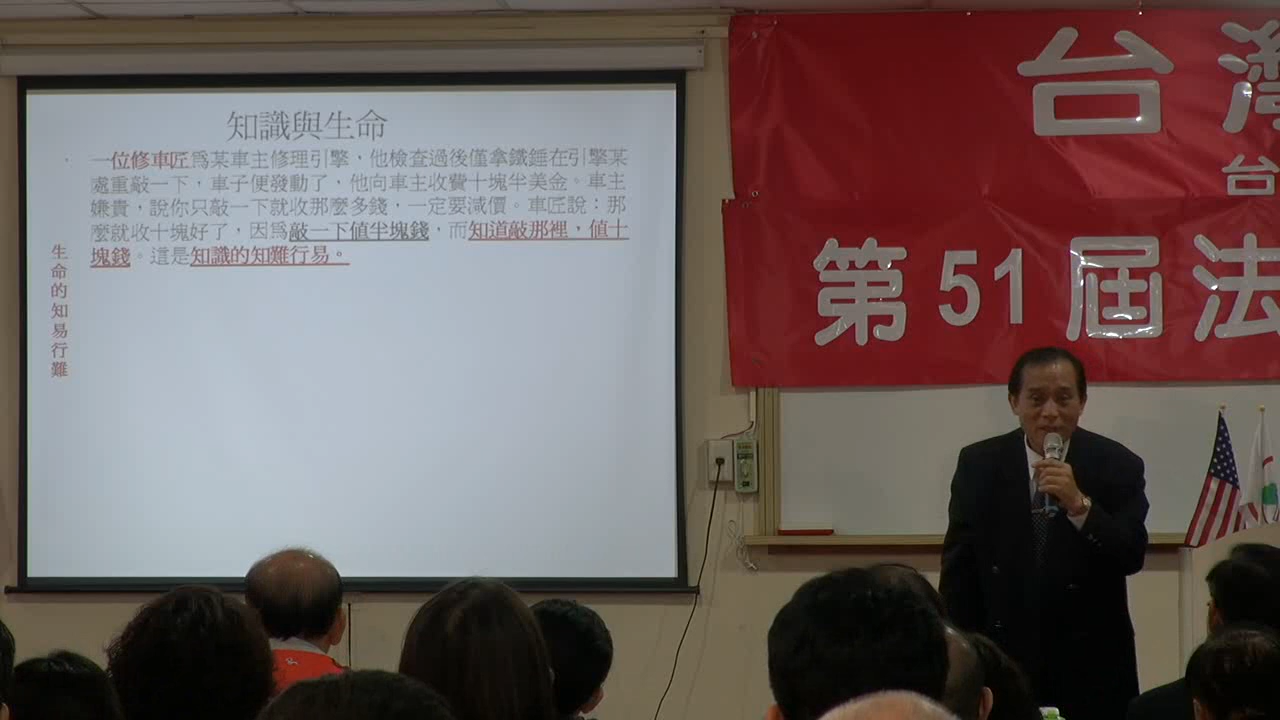 知識與生命
一位修車匠為某車主修理引擎，他檢查過後僅拿鐵錘在引擎某
處重敲一下，車子便發動了，他向車主收費十塊半美金。車主
嫌貴，說你只敲一下就收那麼多錢，一定要減價。車匠說：那
麼就收十塊好了，因為敲一下值半塊錢，而知道敲那裡，值十
塊錢。這是知識的知難行易。
生命的知易行難
台灣
台
第51屆法